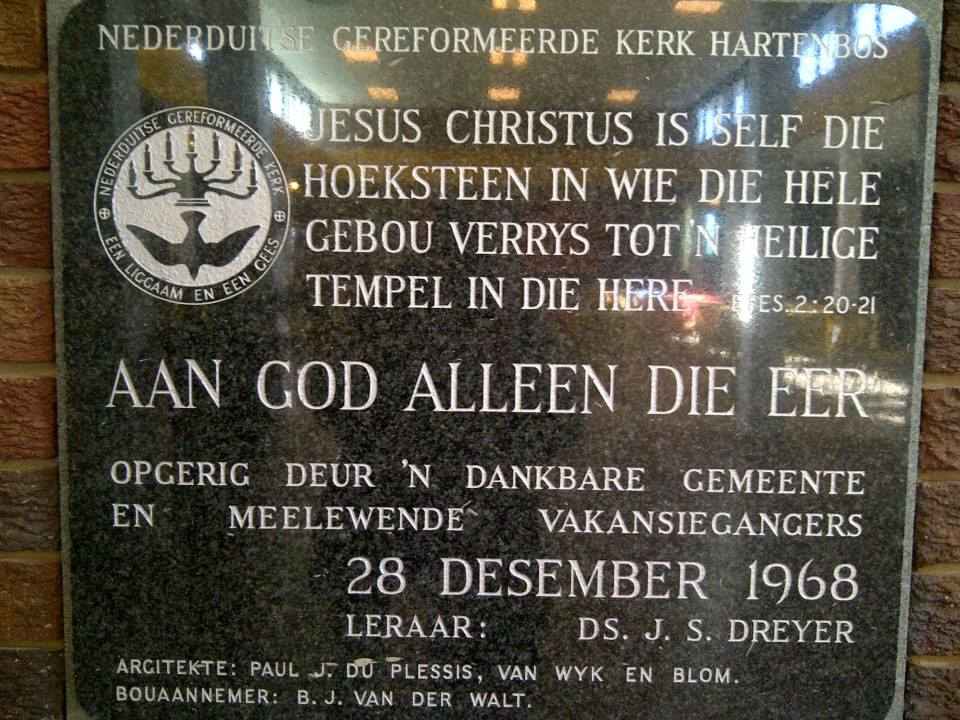 NEDERDUITSE GEREFORMEERDE KERK HARTENBOS
NEDERDUITSE GEREFORMEERDE KERK
EEN LIGGAAM EN EEN GEES
JESUS CHRISTUS IS SELF DIE
HOEKSTEEN IN WIE DIE HELE
GEBOU VERRYS TOT 'N HEILIGE
TEMPEL IN DIE HERE EFES. 2:20-21
AAN GOD ALLEEN DIE EER
OPGERIG DEUR 'N DANKBARE GEMEENTE
EN MEELEWENDE VAKANSIEGANGERS
28 DESEMBER 1968
LERAAR: DS. J. S. DREYER
ARGITEKTE: PAUL J. DU PLESSIS, VAN WYK EN BLOM.
BOUAANNEMER: B. J. VAN DER WALT.